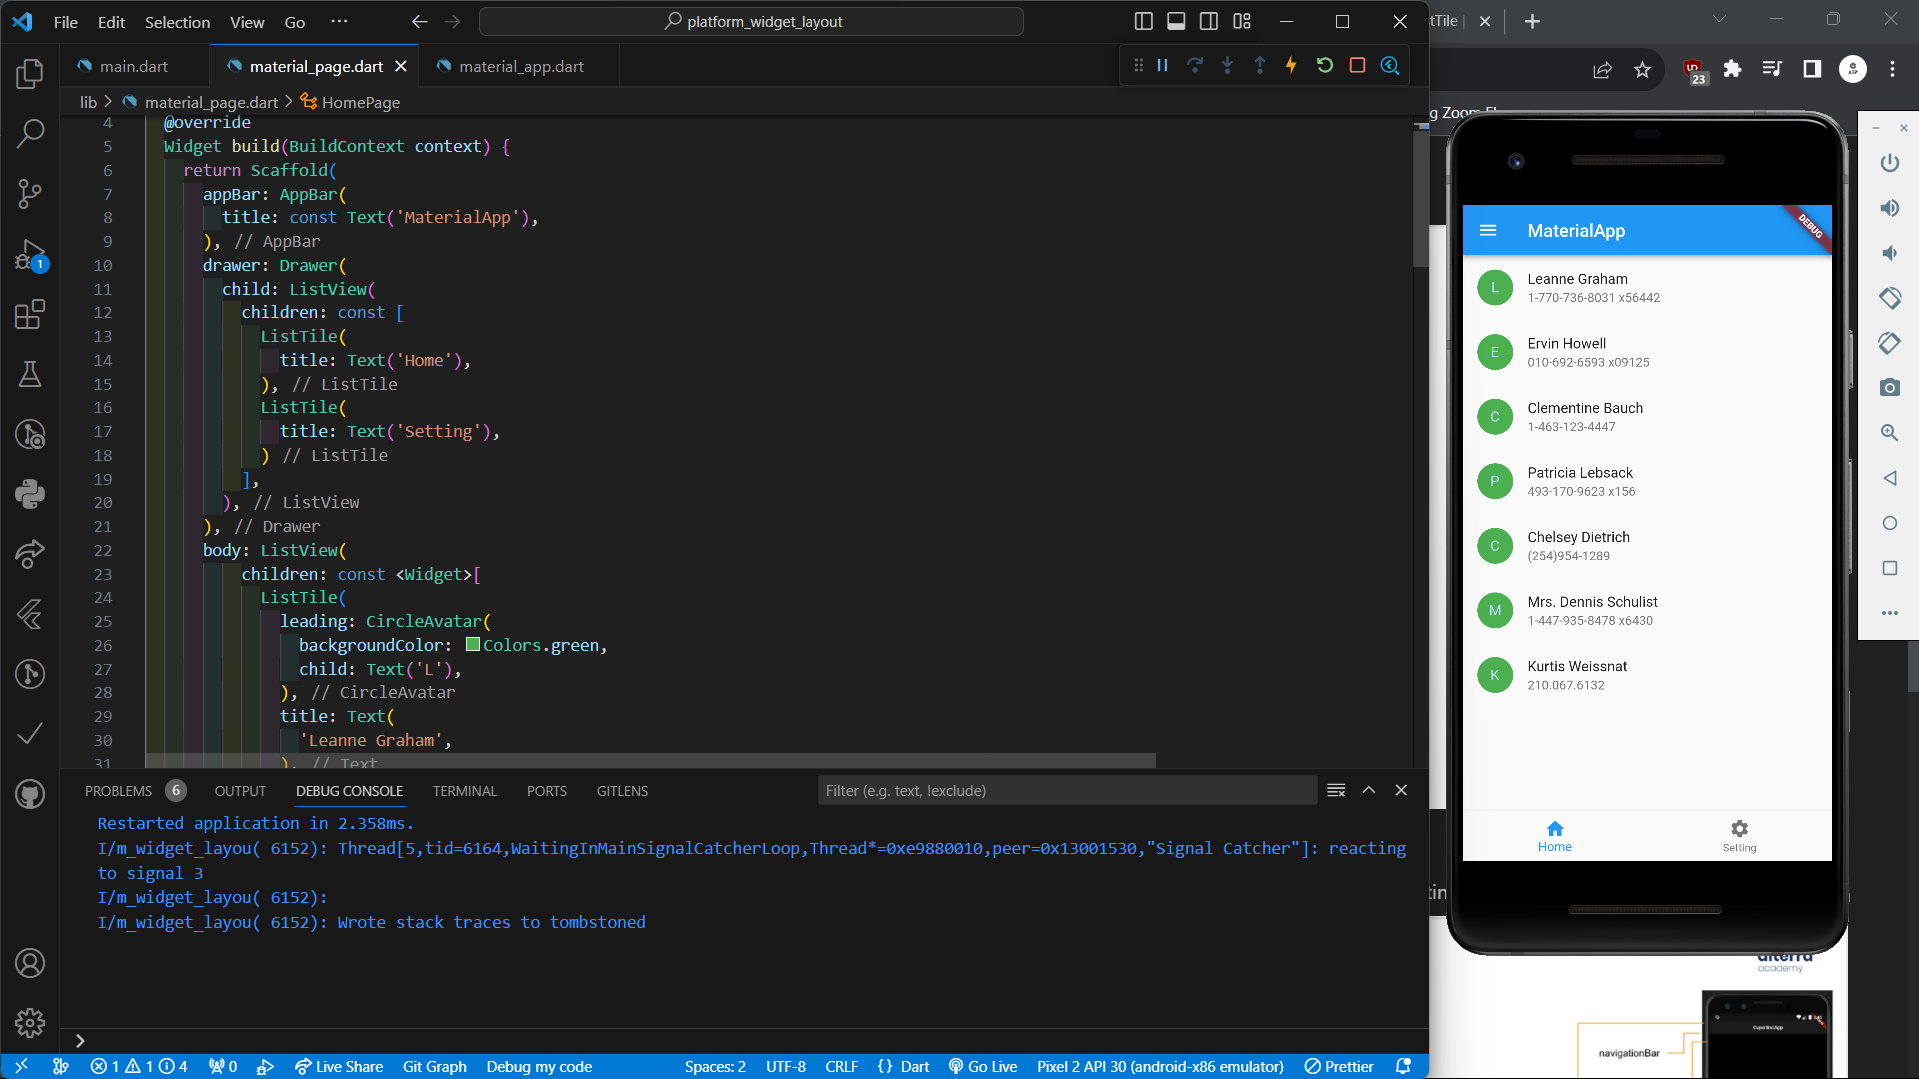 File Edit Selection View Go ···
platform_widget_layout
main.dart
material_page.dart
material_app.dart
lib > material_page.dart > HomePage
4 @override
5 Widget build(BuildContext context) {
6 return Scaffold(
7 appBar: AppBar(
8 title: const Text('MaterialApp'),
9 ), // AppBar
10 drawer: Drawer(
11 child: ListView(
12 children: const [
13 ListTile(
14 title: Text('Home'),
15 ), // ListTile
16 ListTile(
17 title: Text('Setting'),
18 ) // ListTile
19 ],
20 ), // ListView
21 ), // Drawer
22 body: ListView(
23 children: const <Widget>[
24 ListTile(
25 leading: CircleAvatar(
26 backgroundColor: Colors.green,
27 child: Text('L'),
28 ), // CircleAvatar
29 title: Text(
30 'Leanne Graham',
31 ), // Text
1
PROBLEMS 6 OUTPUT DEBUG CONSOLE TERMINAL PORTS GITLENS
Filter (e.g. text, !exclude)
Restarted application in 2.358ms.
I/m_widget_layou( 6152): Thread[5,tid=6164,WaitingInMainSignalCatcherLoop,Thread*=0xe9880010,peer=0x13001530,"Signal Catcher"]: reacting
to signal 3
I/m_widget_layou( 6152):
I/m_widget_layou( 6152): Wrote stack traces to tombstoned
1 1 4 0 Live Share Git Graph Debug my code
Spaces: 2 UTF-8 CRLF {} Dart Go Live Pixel 2 API 30 (android-x86 emulator) Prettier
tTile
23
g Zoom
MaterialApp
DEBUG
L
Leanne Graham
1-770-736-8031 x56442
E
Ervin Howell
010-692-6593 x09125
C
Clementine Bauch
1-463-123-4447
P
Patricia Lebsack
493-170-9623 x156
C
Chelsey Dietrich
(254)954-1289
M
Mrs. Dennis Schulist
1-447-935-8478 x6430
K
Kurtis Weissnat
210.067.6132
Home
Setting
tin
alterra
academy
CupertinoApp
navigationBar